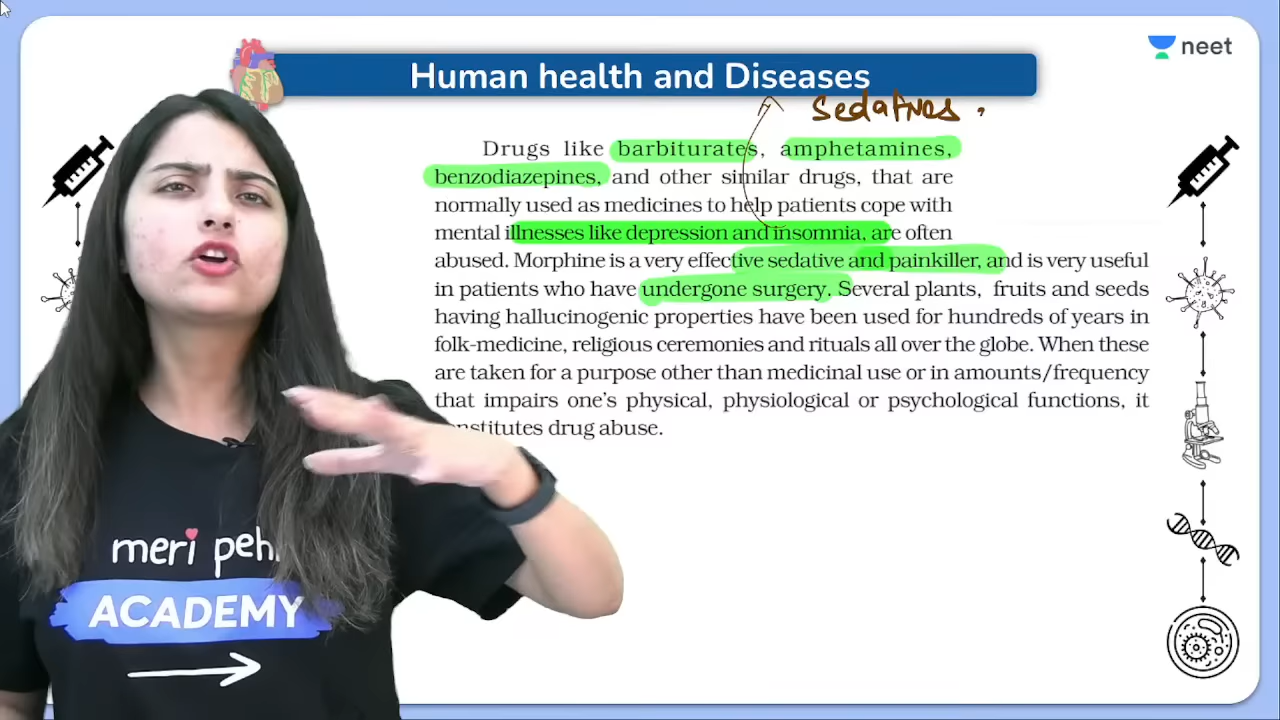 neet
Human health and Diseases
Sedatives.
Drugs like barbiturates, amphetamines,
benzodiazepines, and other similar drugs, that are
normally used as medicines to help patients cope with
mental illnesses like depression and insomnia, are often
abused. Morphine is a very effective sedative and painkiller, and is very useful
in patients who have undergone surgery. Several plants, fruits and seeds
having hallucinogenic properties have been used for hundreds of years in
folk-medicine, religious ceremonies and rituals all over the globe. When these
are taken for a purpose other than medicinal use or in amounts/frequency
that impairs one's physical, physiological or psychological functions, it
drug abuse.
meri
ACADEMY